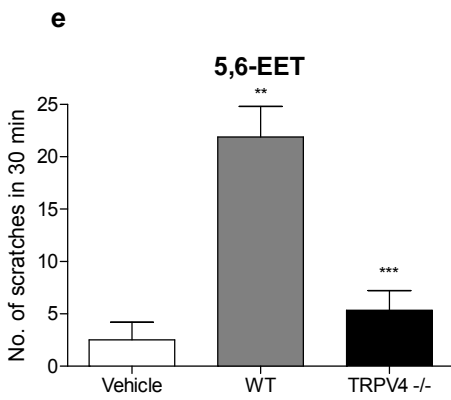 e
5,6-EET
**
25
20
15
10
5
0
No. of scratches in 30 min
***
Vehicle WT TRPV4 -/-